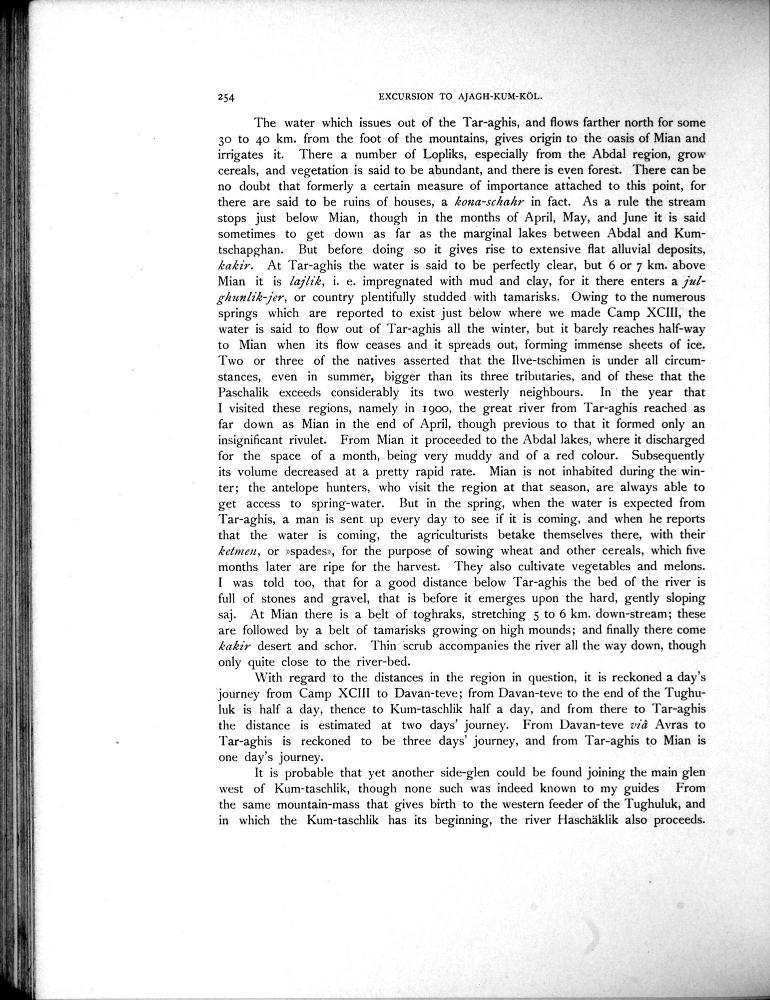 254 EXCURSION TO AJAGH-KUM-KÖL.
The water which issues out of the Tar-aghis, and flows farther north for some
30 to 40 km. from the foot of the mountains, gives origin to the oasis of Mian and
irrigates it. There a number of Lopliks, especially from the Abdal region, grow
cereals, and vegetation is said to be abundant, and there is even forest. There can be
no doubt that formerly a certain measure of importance attached to this point, for
there are said to be ruins of houses, a kona-schahr in fact. As a rule the stream
stops just below Mian, though in the months of April, May, and June it is said
sometimes to get down as far as the marginal lakes between Abdal and Kum-
tschapghan. But before doing so it gives rise to extensive flat alluvial deposits,
kakir. At Tar-aghis the water is said to be perfectly clear, but 6 or 7 km. above
Mian it is lajlik, i. e. impregnated with mud and clay, for it there enters a jul-
ghunlik-jer, or country plentifully studded with tamarisks. Owing to the numerous
springs which are reported to exist just below where we made Camp XCIII, the
water is said to flow out of Tar-aghis all the winter, but it barely reaches half-way
to Mian when its flow ceases and it spreads out, forming immense sheets of ice.
Two or three of the natives asserted that the Ilve-tschimen is under all circum-
stances, even in summer, bigger than its three tributaries, and of these that the
Paschalik exceeds considerably its two westerly neighbours. In the year that
I visited these regions, namely in 1900, the great river from Tar-aghis reached as
far down as Mian in the end of April, though previous to that it formed only an
insignificant rivulet. From Mian it proceeded to the Abdal lakes, where it discharged
for the space of a month, being very muddy and of a red colour. Subsequently
its volume decreased at a pretty rapid rate. Mian is not inhabited during the win-
ter; the antelope hunters, who visit the region at that season, are always able to
get access to spring-water. But in the spring, when the water is expected from
Tar-aghis, a man is sent up every day to see if it is coming, and when he reports
that the water is coming, the agriculturists betake themselves there, with their
ketmen, or »spades», for the purpose of sowing wheat and other cereals, which five
months later are ripe for the harvest. They also cultivate vegetables and melons.
I was told too, that for a good distance below Tar-aghis the bed of the river is
full of stones and gravel, that is before it emerges upon the hard, gently sloping
saj. At Mian there is a belt of toghraks, stretching 5 to 6 km. down-stream; these
are followed by a belt of tamarisks growing on high mounds; and finally there come
kakir desert and schor. Thin scrub accompanies the river all the way down, though
only quite close to the river-bed.
With regard to the distances in the region in question, it is reckoned a day's
journey from Camp XCIII to Davan-teve; from Davan-teve to the end of the Tughu-
luk is half a day, thence to Kum-taschlik half a day, and from there to Tar-aghis
the distance is estimated at two days' journey. From Davan-teve viâ Avras to
Tar-aghis is reckoned to be three days' journey, and from Tar-aghis to Mian is
one day's journey.
It is probable that yet another side-glen could be found joining the main glen
west of Kum-taschlik, though none such was indeed known to my guides From
the same mountain-mass that gives birth to the western feeder of the Tughuluk, and
in which the Kum-taschlik has its beginning, the river Haschäklik also proceeds.